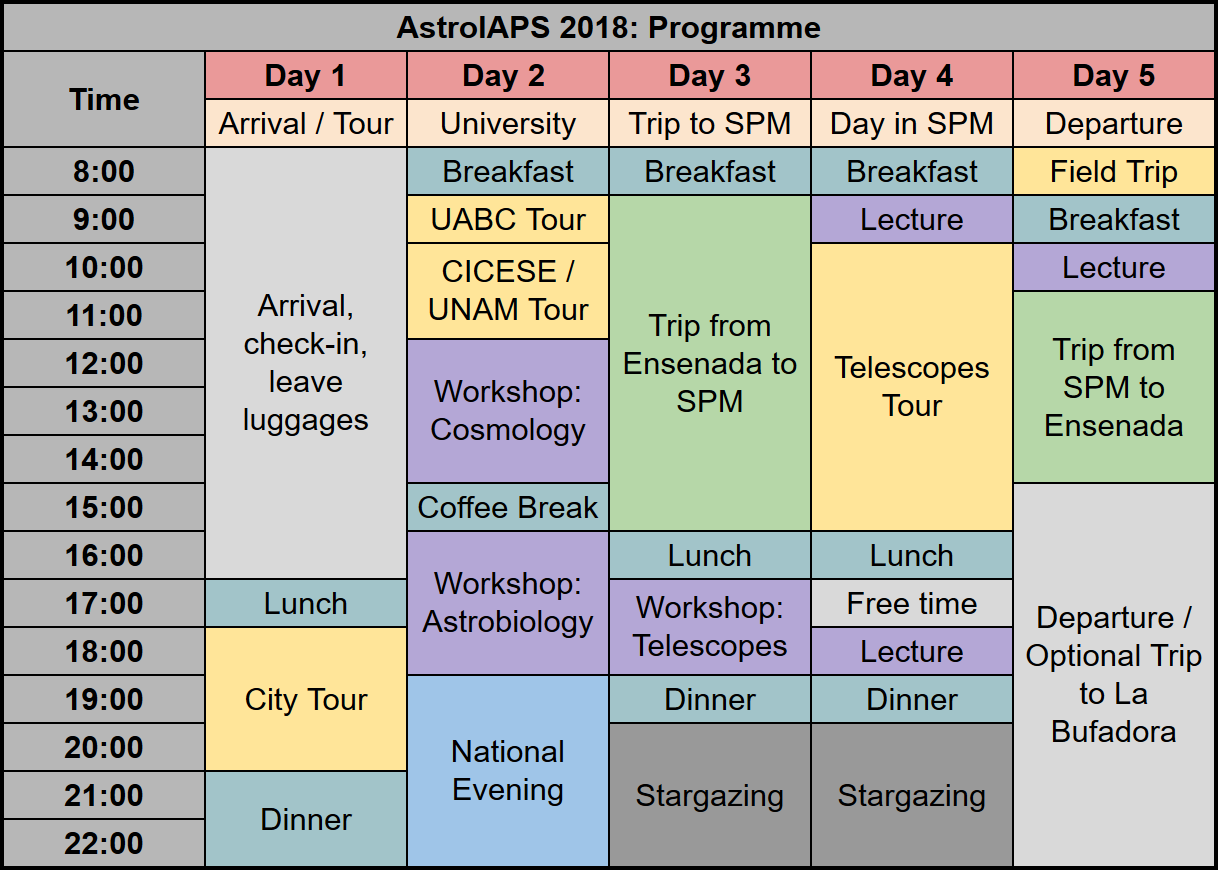 AstroIAPS 2018: Programme
Time
Day 1
Day 2
Day 3
Day 4
Day 5
Arrival / Tour
University
Trip to SPM
Day in SPM
Departure
8:00
Breakfast
Breakfast
Breakfast
Field Trip
9:00
UABC Tour
Lecture
Breakfast
10:00
CICESE /
UNAM Tour
Lecture
11:00
Arrival,
check-in,
leave
luggages
Trip from
Ensenada to
SPM
Telescopes
Tour
Trip from
SPM to
Ensenada
12:00
Workshop:
Cosmology
13:00
14:00
15:00
Coffee Break
16:00
Workshop:
Astrobiology
Lunch
Lunch
17:00
Lunch
Workshop:
Telescopes
Free time
Departure /
Optional Trip
to La
Bufadora
18:00
City Tour
Lecture
19:00
National
Evening
Dinner
Dinner
20:00
Stargazing
Stargazing
21:00
Dinner
22:00